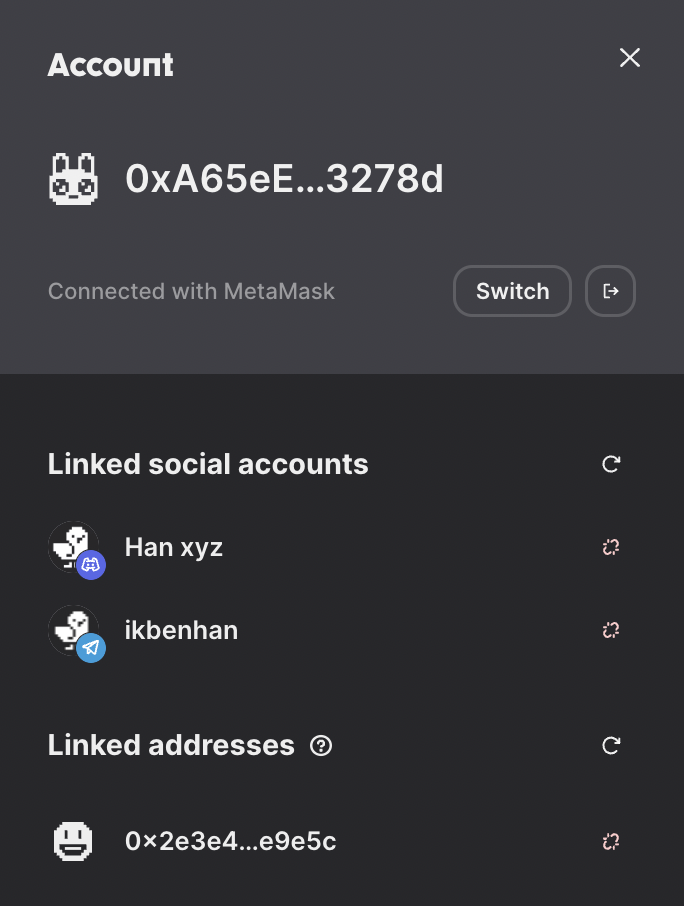 Account
0xA65eE...3278d
Connected with MetaMask
Switch
Linked social accounts
Han xyz
ikbenhan
Linked addresses
0×2e3e4...e9e5c